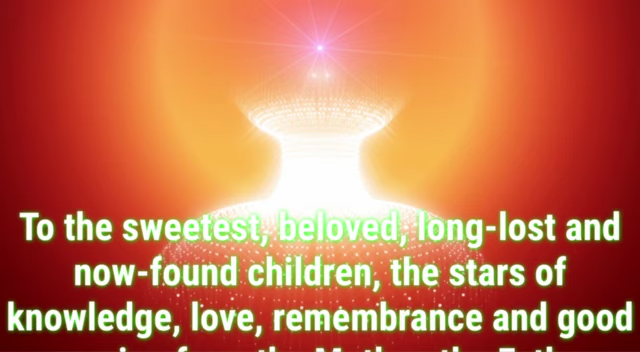 To the sweetest, beloved, long-lost and
now-found children, the stars of
knowledge, love, remembrance and good